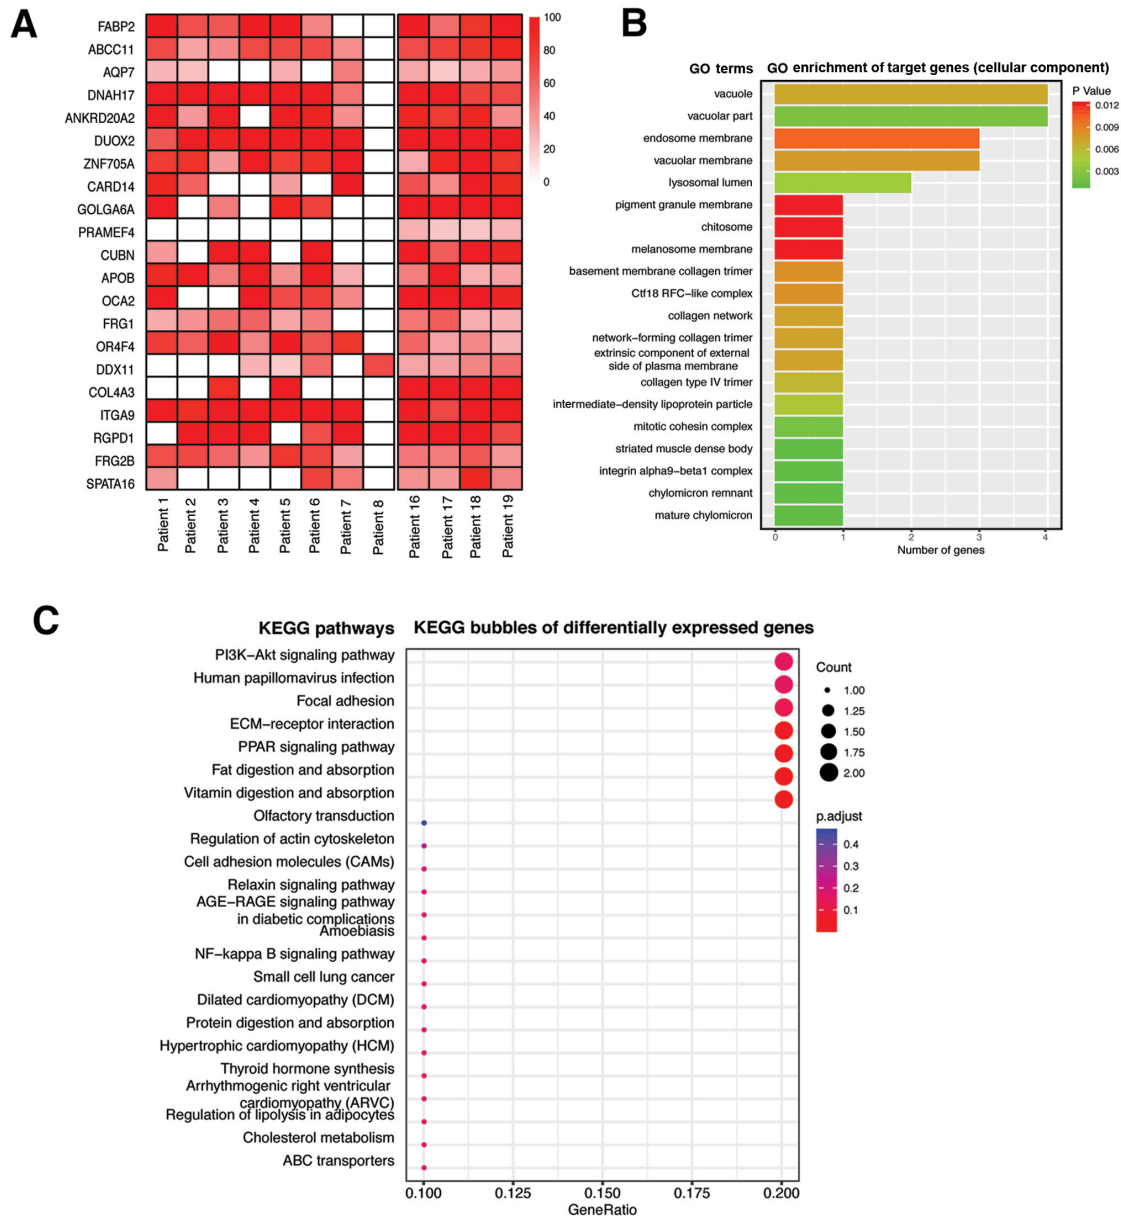 A
FABP2
ABCC11
AQP7
DNAH17
ANKRD20A2
DUOX2
ZNF705A
CARD14
GOLGA6A
PRAMEF4
CUBN
APOB
OCA2
FRG1
OR4F4
DDX11
COL4A3
ITGA9
RGPD1
FRG2B
SPATA16
Patient 1
Patient 2
Patient 3
Patient 4
Patient 5
Patient 6
Patient 7
Patient 8
Patient 16
Patient 17
Patient 18
Patient 19
100
80
60
40
20
0
B
GO terms
GO enrichment of target genes (cellular component)
vacuole
vacuolar part
endosome membrane
vacuolar membrane
lysosomal lumen
pigment granule membrane
chitosome
melanosome membrane
basement membrane collagen trimer
Ctf18 RFC−like complex
collagen network
network−forming collagen trimer
extrinsic component of external
side of plasma membrane
collagen type IV trimer
intermediate−density lipoprotein particle
mitotic cohesin complex
striated muscle dense body
integrin alpha9−beta1 complex
chylomicron remnant
mature chylomicron
0 1 2 3 4
Number of genes
P Value
0.012
0.009
0.006
0.003
C
KEGG pathways
KEGG bubbles of differentially expressed genes
PI3K−Akt signaling pathway
Human papillomavirus infection
Focal adhesion
ECM−receptor interaction
PPAR signaling pathway
Fat digestion and absorption
Vitamin digestion and absorption
Olfactory transduction
Regulation of actin cytoskeleton
Cell adhesion molecules (CAMs)
Relaxin signaling pathway
AGE−RAGE signaling pathway
in diabetic complications
Amoebiasis
NF−kappa B signaling pathway
Small cell lung cancer
Dilated cardiomyopathy (DCM)
Protein digestion and absorption
Hypertrophic cardiomyopathy (HCM)
Thyroid hormone synthesis
Arrhythmogenic right ventricular
cardiomyopathy (ARVC)
Regulation of lipolysis in adipocytes
Cholesterol metabolism
ABC transporters
0.100 0.125 0.150 0.175 0.200
GeneRatio
Count
1.00
1.25
1.50
1.75
2.00
p.adjust
0.4
0.3
0.2
0.1